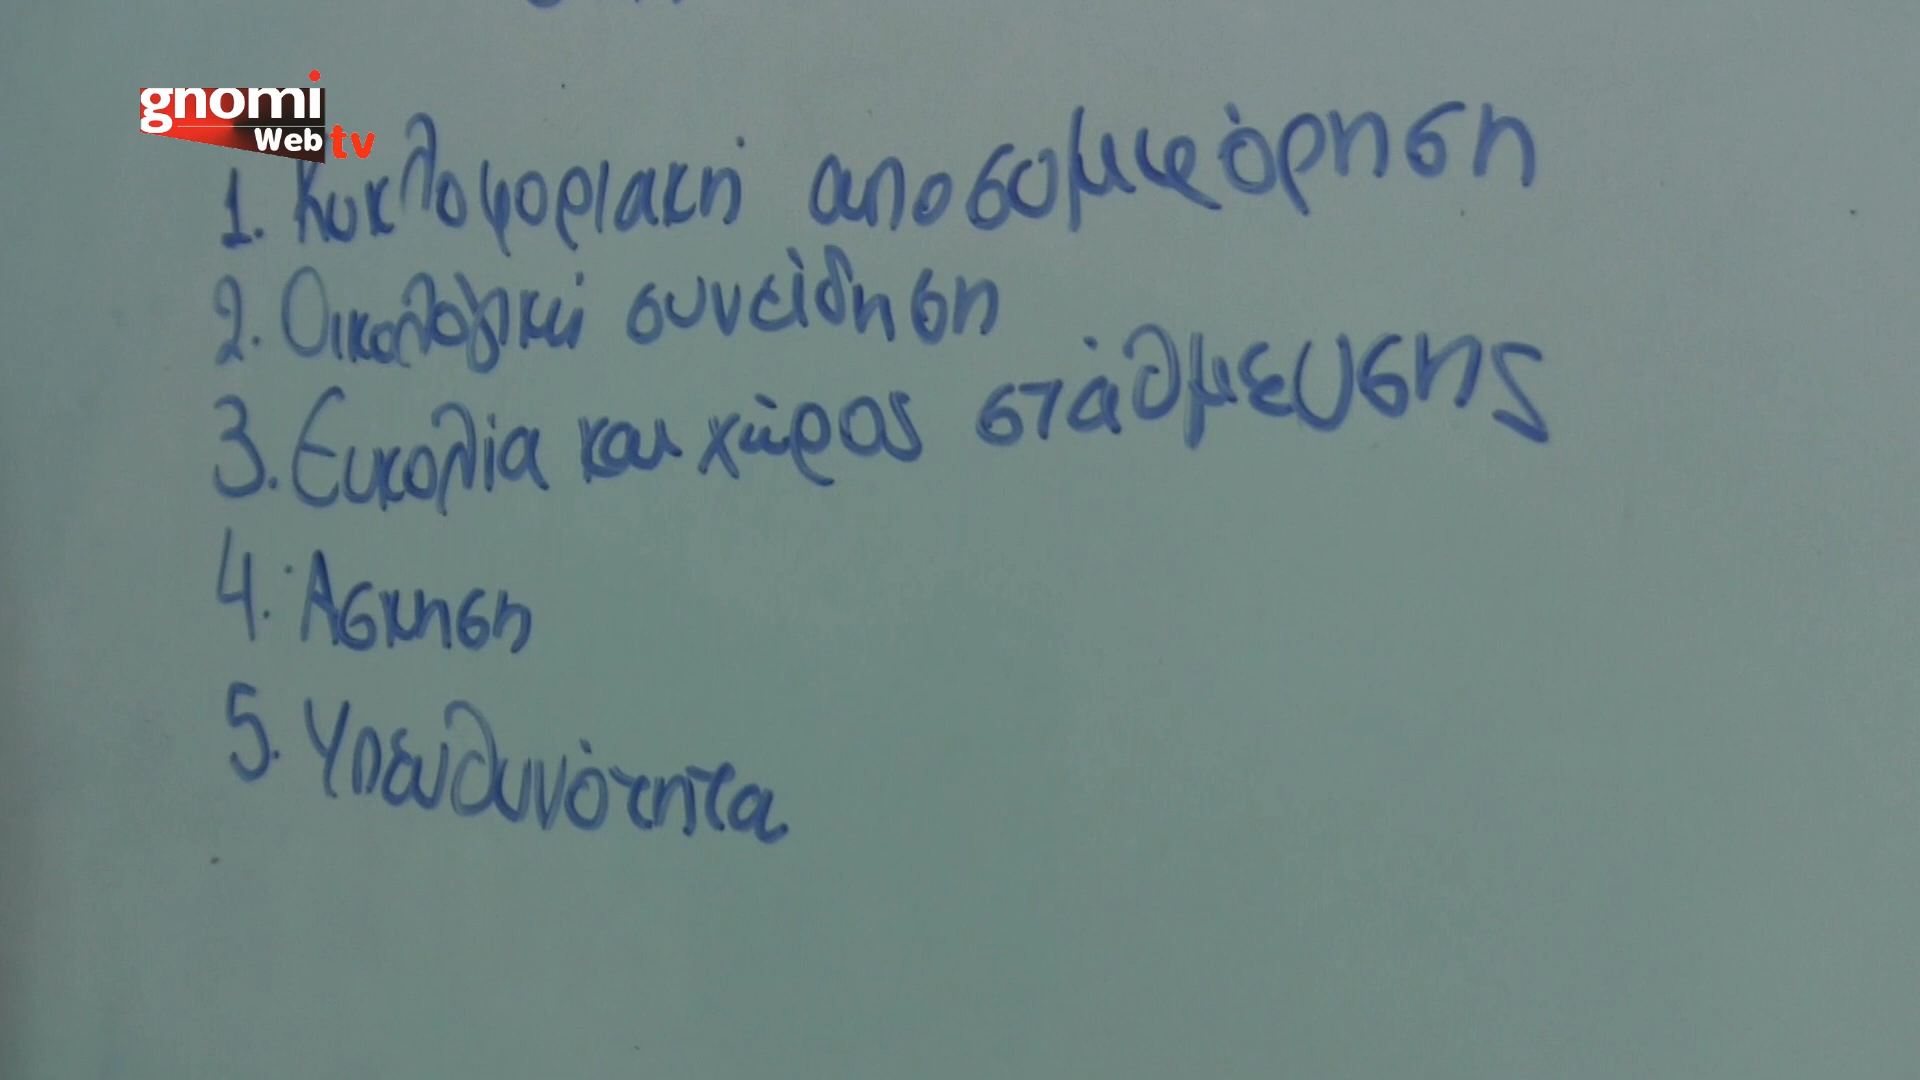 gnomi
Web tv
1. Κυκλοφοριακή αποσυμφόρηση
2. Οικολογική συνείδηση
3. Ευκολία και χώρος στάθμευσης
4. Άσκηση
5. Υπευθυνότητα